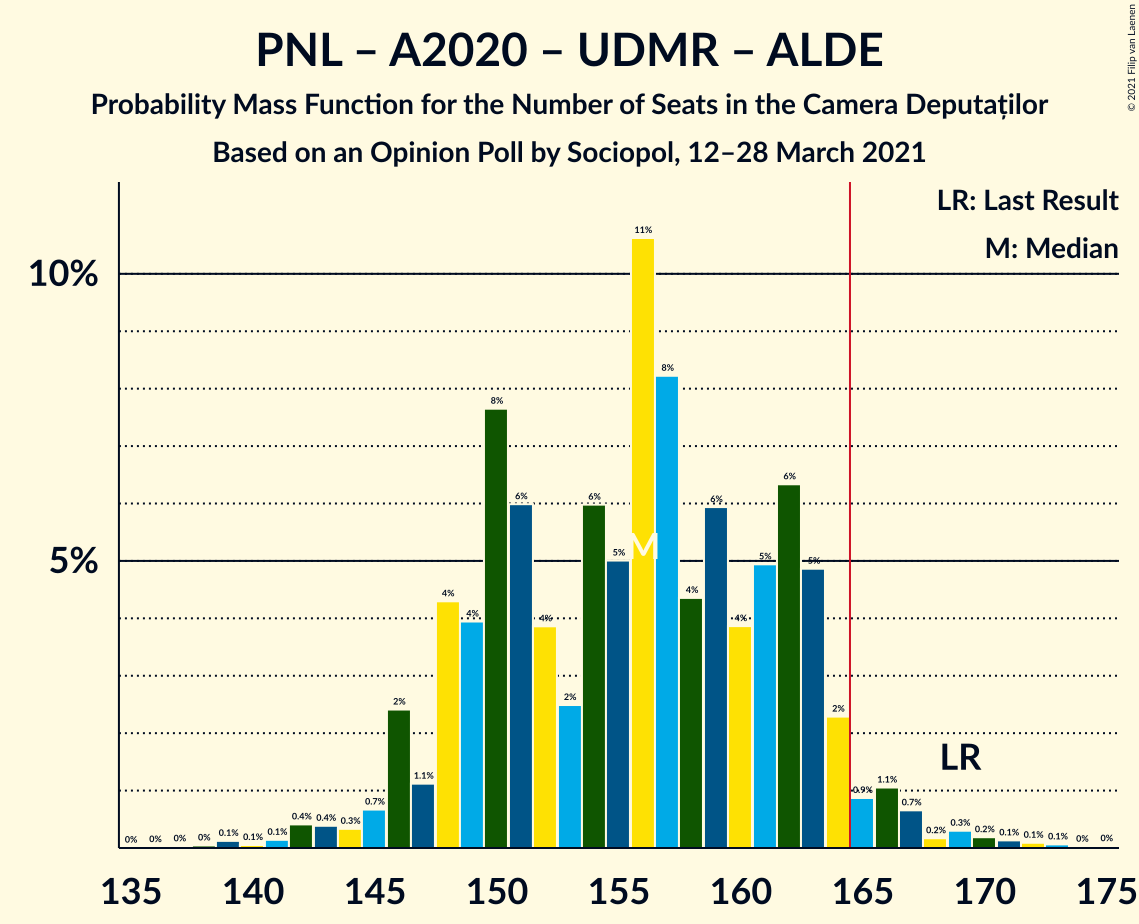 PNL – A2020 – UDMR – ALDE
Probability Mass Function for the Number of Seats in the Camera Deputaților
Based on an Opinion Poll by Sociopol, 12–28 March 2021
© 2021 Filip van Laenen
LR: Last Result
M: Median
10%
5%
0% 0% 0% 0% 0.1% 0.1% 0.1% 0.4% 0.4% 0.3% 0.7% 2% 1.1% 4% 4% 8% 6% 4% 2% 6% 5% 11% 8% 4% 6% 4% 5% 6% 5% 2% 0.9% 1.1% 0.7% 0.2% 0.3% 0.2% 0.1% 0.1% 0.1% 0% 0%
M
LR
135 140 145 150 155 160 165 170 175